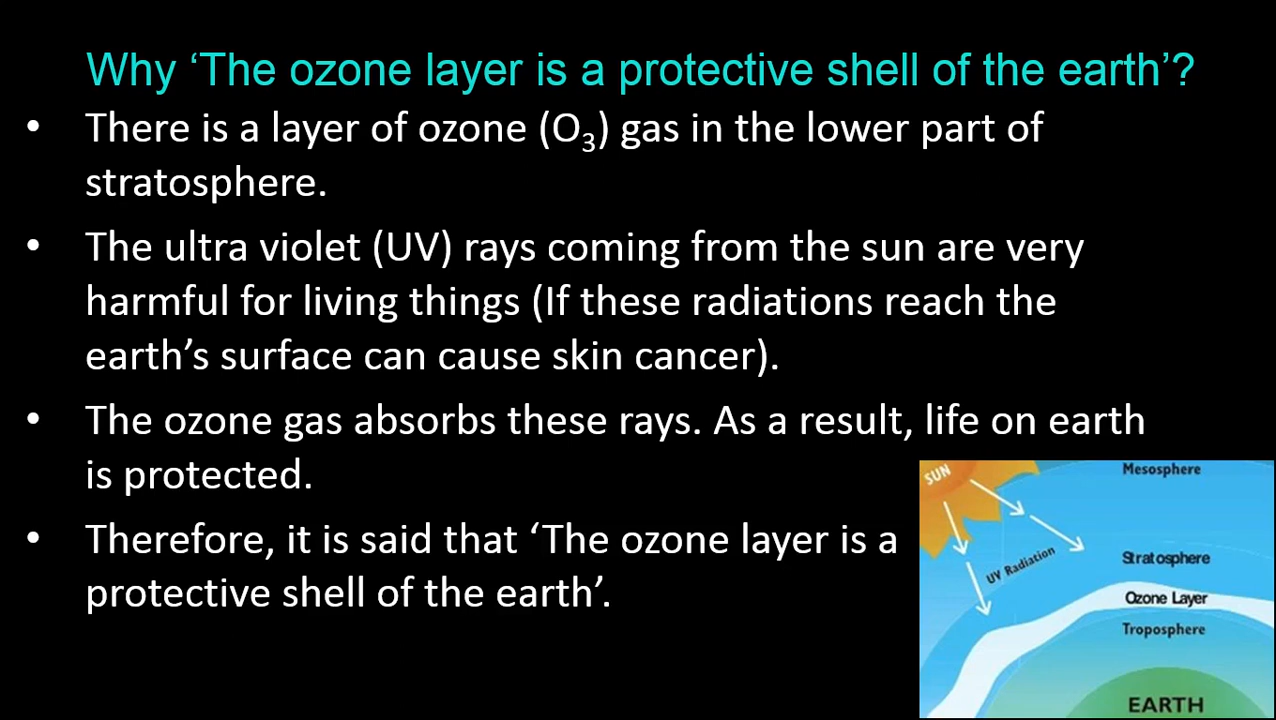 Why ‘The ozone layer is a protective shell of the earth’?
• There is a layer of ozone (O₃) gas in the lower part of
stratosphere.
• The ultra violet (UV) rays coming from the sun are very
harmful for living things (If these radiations reach the
earth’s surface can cause skin cancer).
• The ozone gas absorbs these rays. As a result, life on earth
is protected.
• Therefore, it is said that ‘The ozone layer is a
protective shell of the earth’.
SUN
Mesosphere
UV Radiation
Stratosphere
Ozone Layer
Troposphere
EARTH